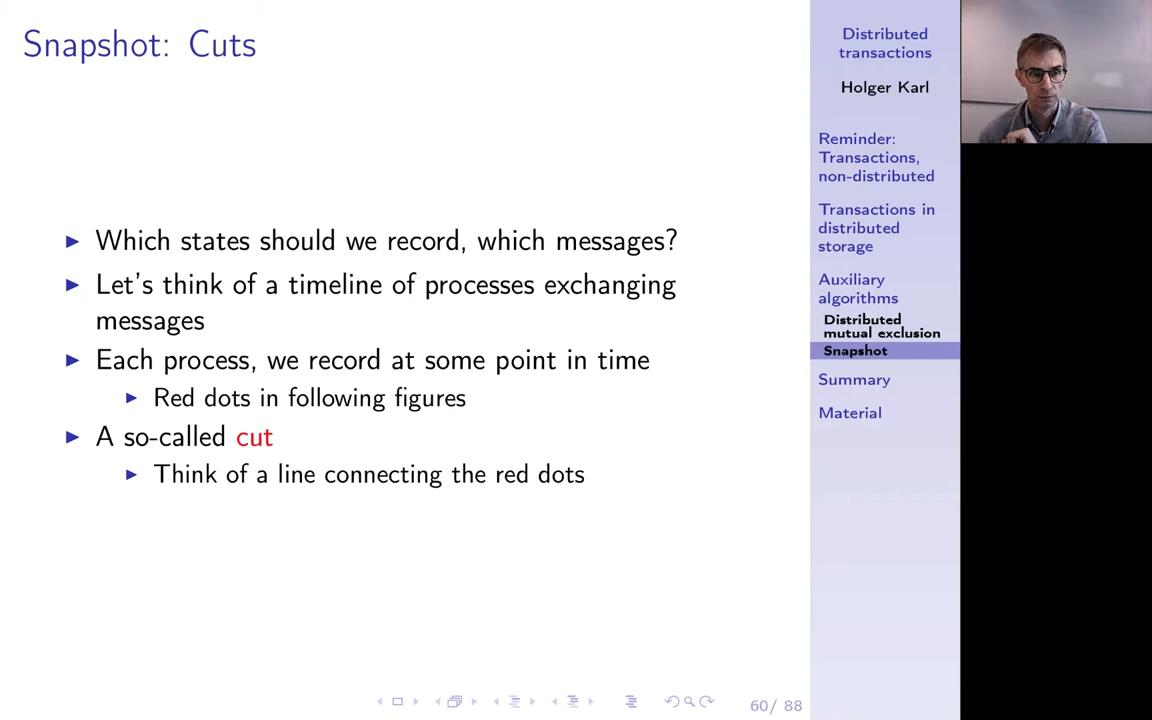 Snapshot: Cuts
Which states should we record, which messages?
Let's think of a timeline of processes exchanging
messages
Each process, we record at some point in time
Red dots in following figures
A so-called cut
Think of a line connecting the red dots
Distributed
transactions
Holger Karl
Reminder:
Transactions,
non-distributed
Transactions in
distributed
storage
Auxiliary
algorithms
Distributed
mutual exclusion
Snapshot
Summary
Material
60/ 88